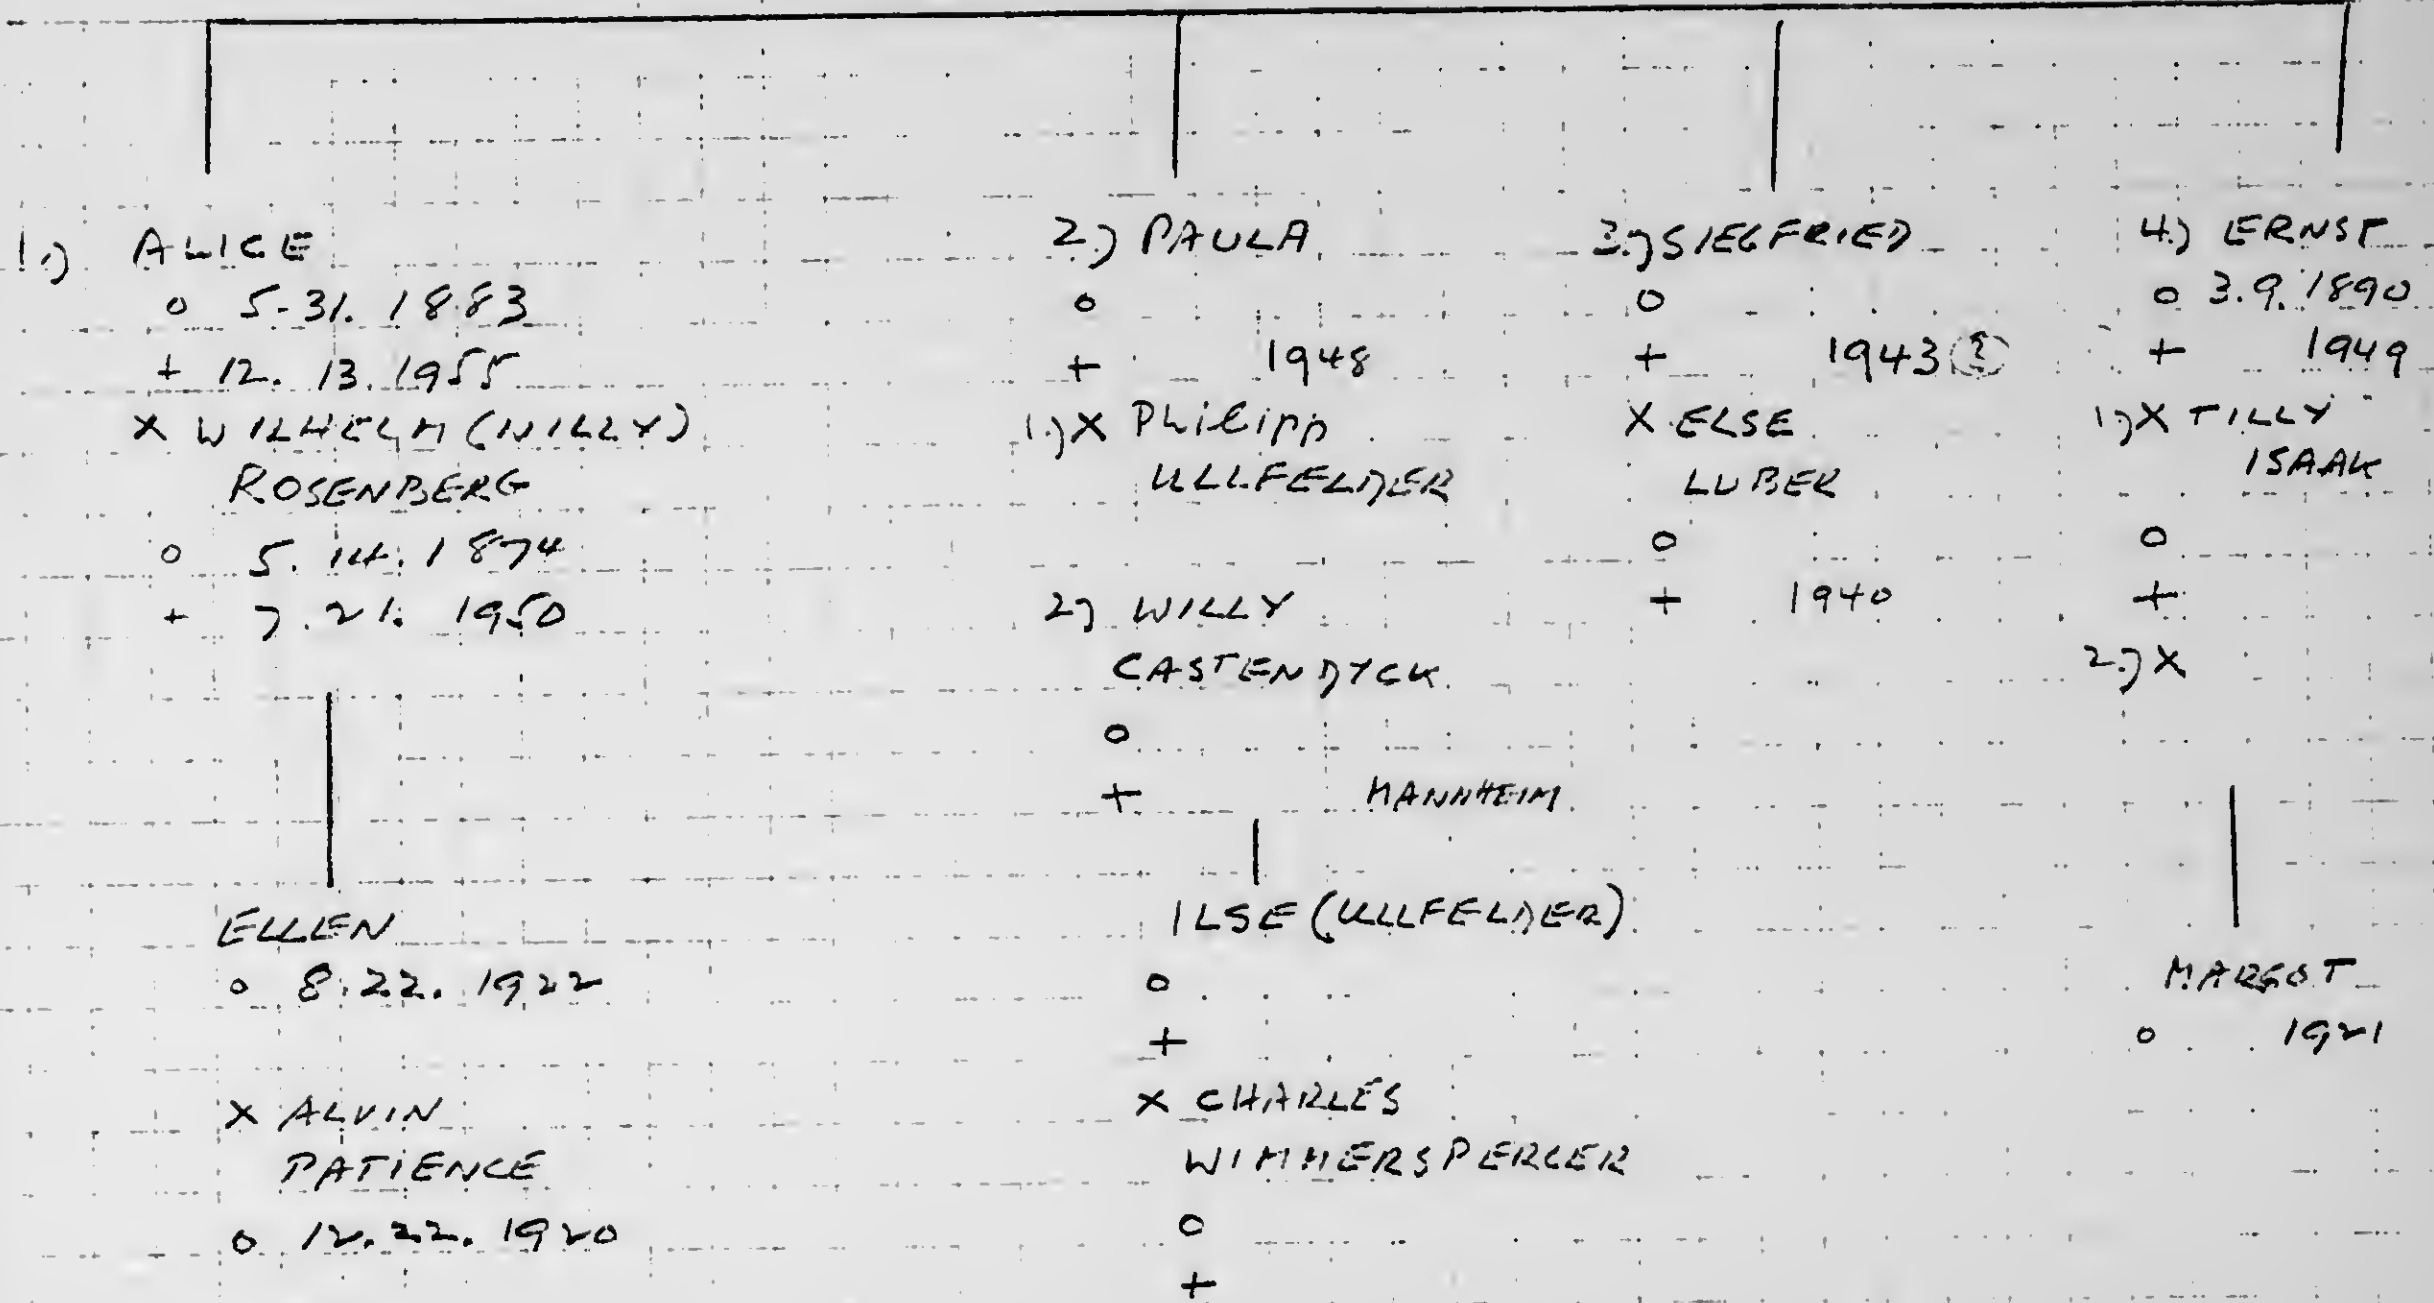 1.) ALICE
o 5-31. 1883
+ 12. 13. 1955
X WILHELM (WILLY)
ROSENBERG
o 5. 14. 1874
+ 7. 21. 1950
ELLEN
o 8.22. 1922
X ALVIN
PATIENCE
o 12.22. 1920
2.) PAULA
o
+ 1948
1.) X Philipp
ULLFELDER
2) WILLY
CASTENDYCK
o
+ MANNHEIM
ILSE (ULLFELDER)
o
+
X CHARLES
WIMMERSPERGER
o
+
3.) SIEGFRIED
o
+ 1943 (?)
X ELSE
LUBER
o
+ 1940
4.) ERNST
o 3.9.1890
+ 1949
1.) X TILLY
ISAAK
o
+
2.) X
MARGOT
o 1921